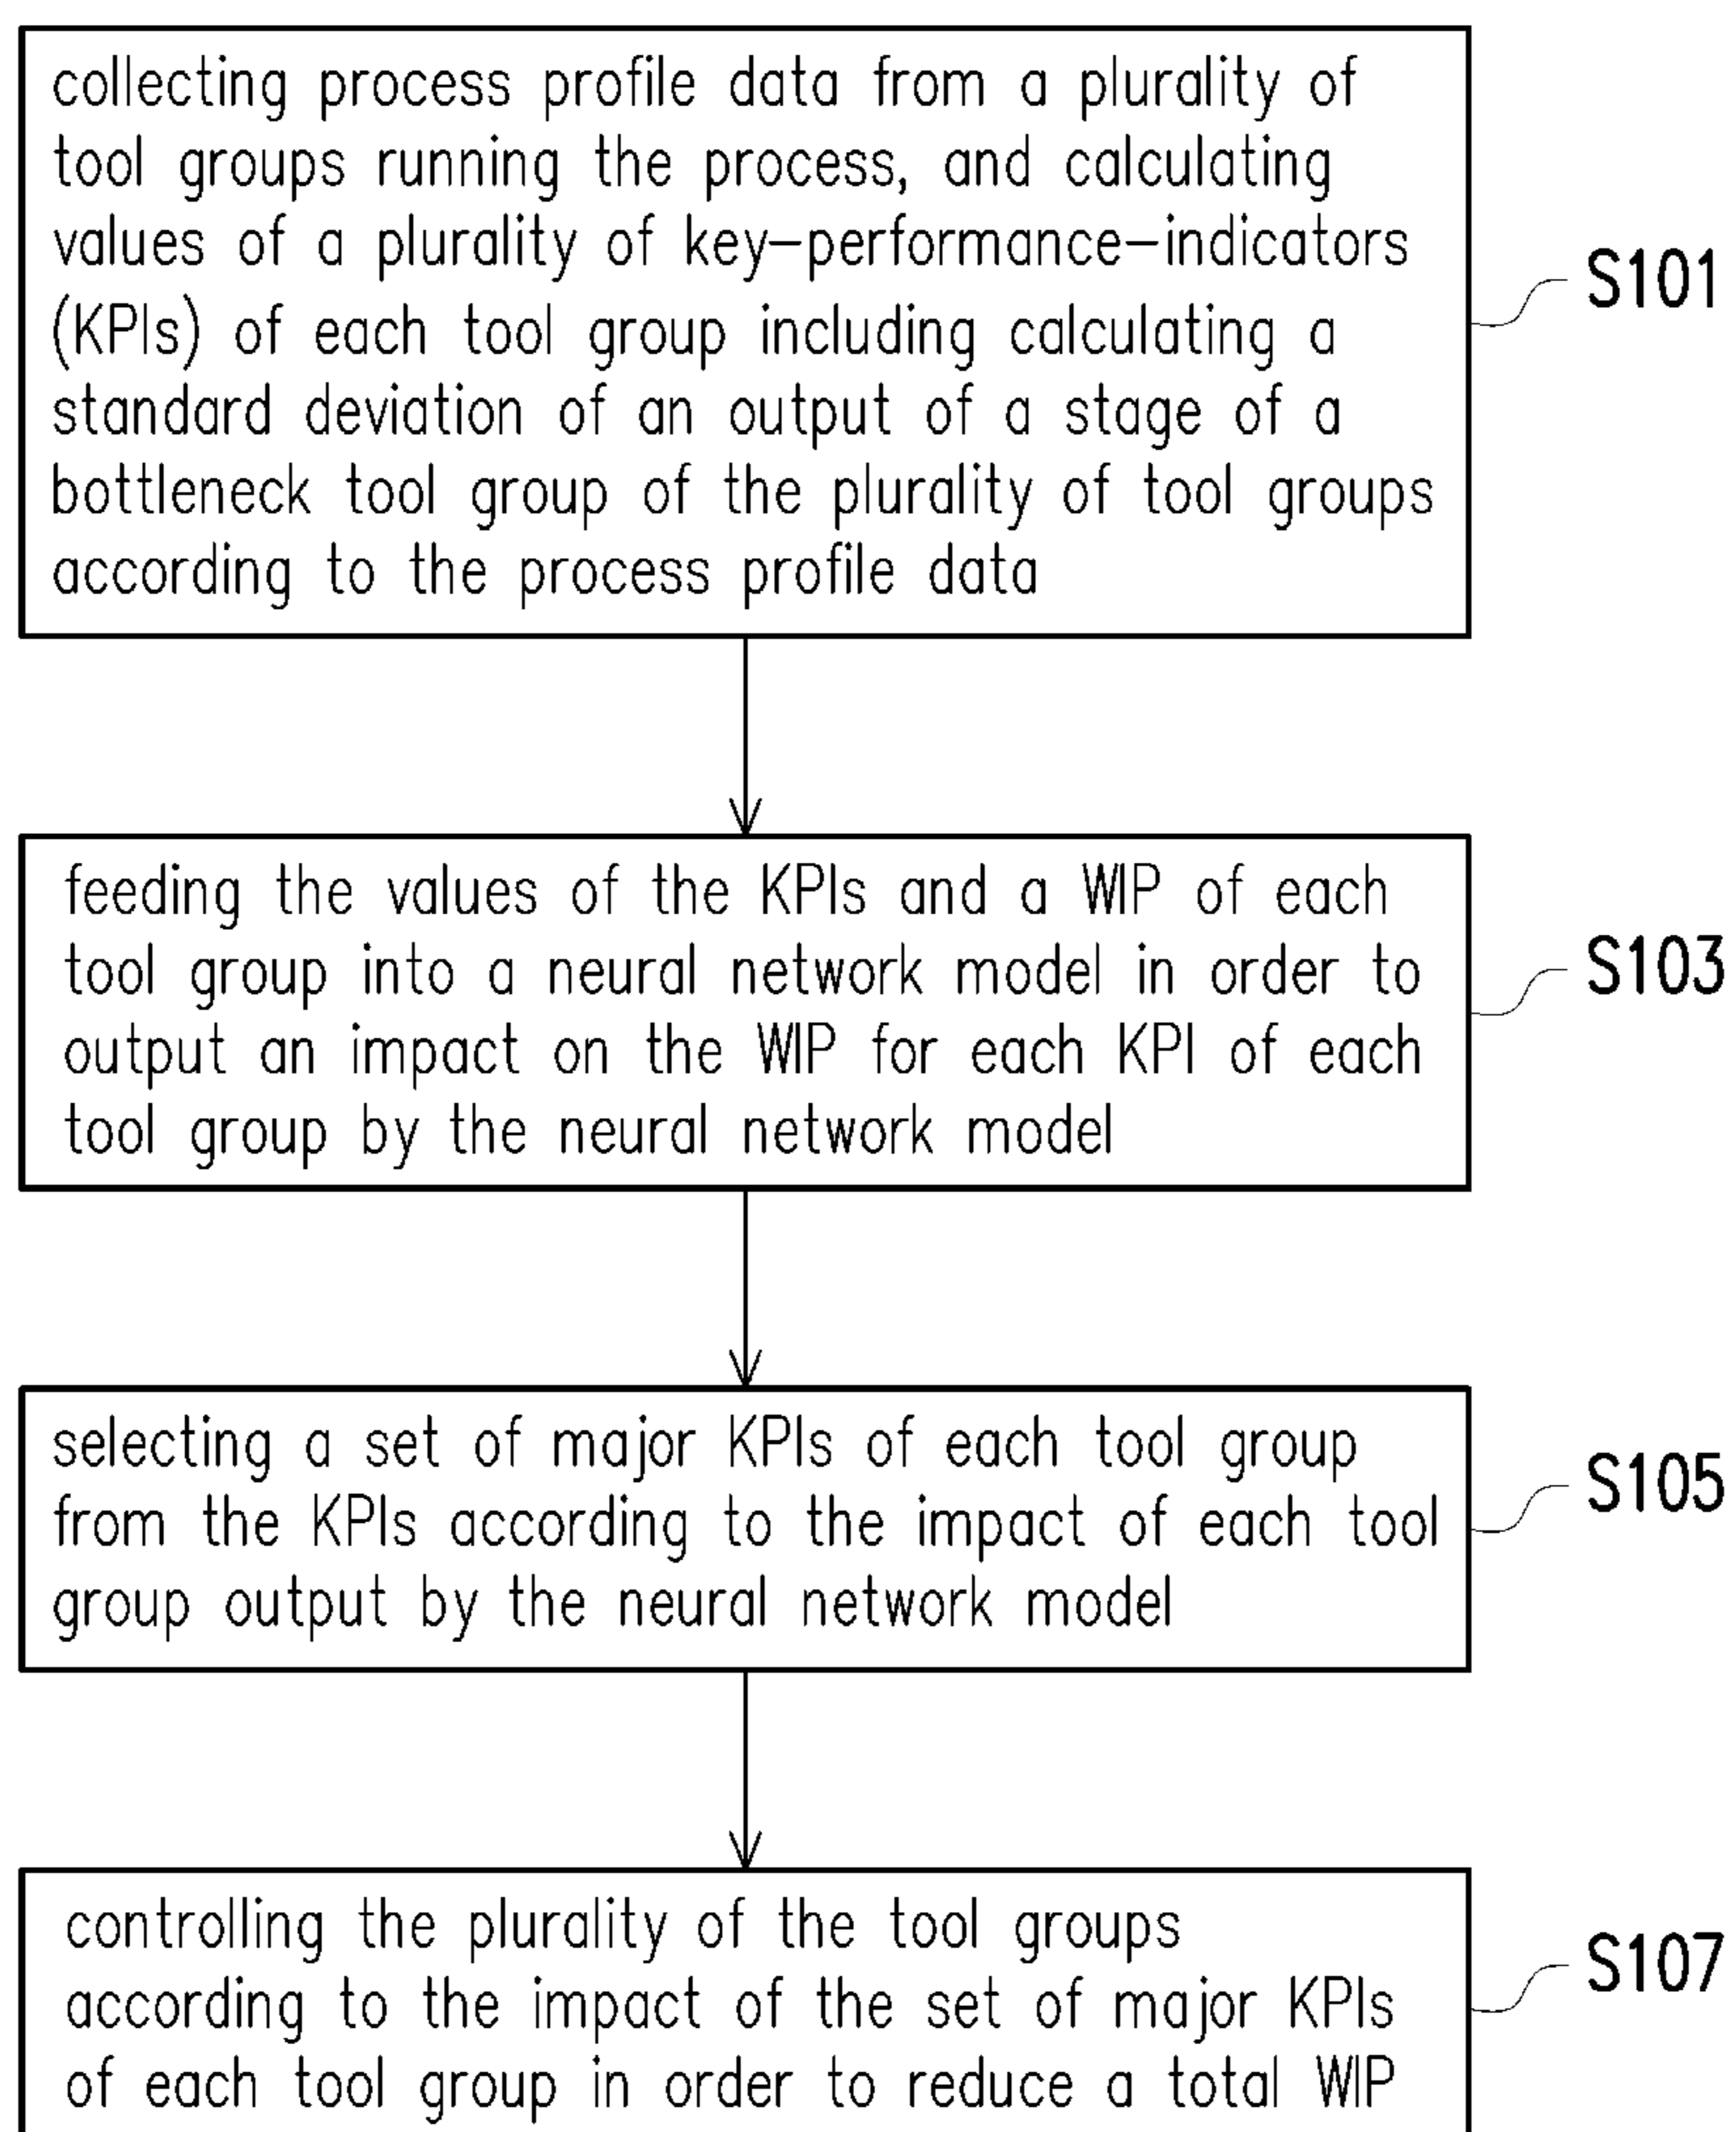 collecting process profile data from a plurality of
tool groups running the process, and calculating
values of a plurality of key-performance-indicators
(KPIs) of each tool group including calculating a
standard deviation of an output of a stage of a
bottleneck tool group of the plurality of tool groups
according to the process profile data
S101
feeding the values of the KPIs and a WIP of each
tool group into a neural network model in order to
output an impact on the WIP for each KPI of each
tool group by the neural network model
S103
selecting a set of major KPIs of each tool group
from the KPIs according to the impact of each tool
group output by the neural network model
S105
controlling the plurality of the tool groups
according to the impact of the set of major KPIs
of each tool group in order to reduce a total WIP
S107